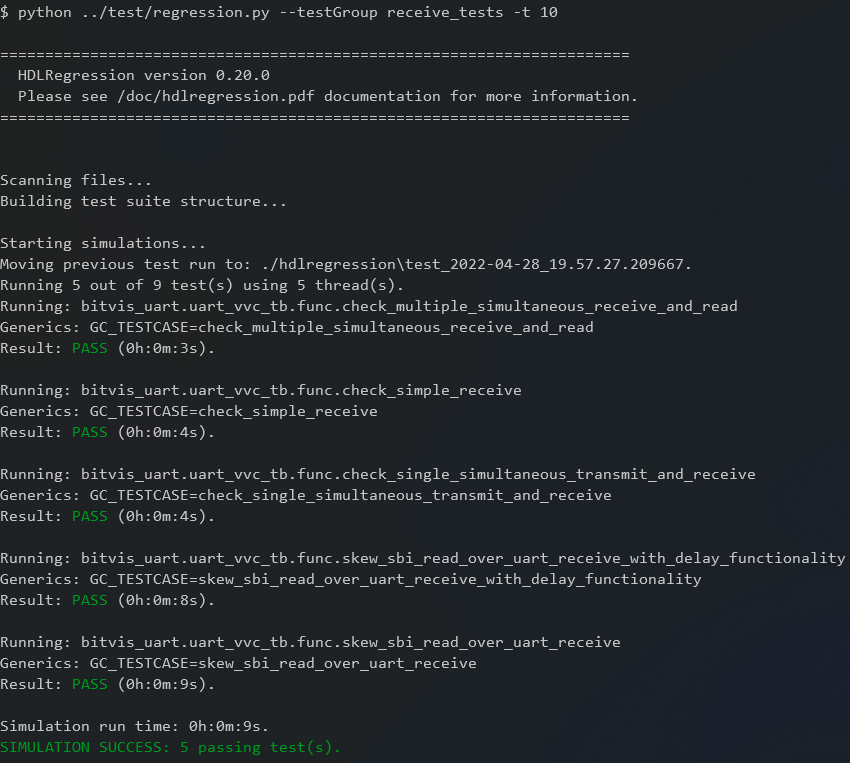 $ python ../test/regression.py --testGroup receive_tests -t 10
======================================================================
HDLRegression version 0.20.0
Please see /doc/hdlregression.pdf documentation for more information.
======================================================================
Scanning files...
Building test suite structure...
Starting simulations...
Moving previous test run to: ./hdlregression\test_2022-04-28_19.57.27.209667.
Running 5 out of 9 test(s) using 5 thread(s).
Running: bitvis_uart.uart_vvc_tb.func.check_multiple_simultaneous_receive_and_read
Generics: GC_TESTCASE=check_multiple_simultaneous_receive_and_read
Result: PASS (0h:0m:3s).
Running: bitvis_uart.uart_vvc_tb.func.check_simple_receive
Generics: GC_TESTCASE=check_simple_receive
Result: PASS (0h:0m:4s).
Running: bitvis_uart.uart_vvc_tb.func.check_single_simultaneous_transmit_and_receive
Generics: GC_TESTCASE=check_single_simultaneous_transmit_and_receive
Result: PASS (0h:0m:4s).
Running: bitvis_uart.uart_vvc_tb.func.skew_sbi_read_over_uart_receive_with_delay_functionality
Generics: GC_TESTCASE=skew_sbi_read_over_uart_receive_with_delay_functionality
Result: PASS (0h:0m:8s).
Running: bitvis_uart.uart_vvc_tb.func.skew_sbi_read_over_uart_receive
Generics: GC_TESTCASE=skew_sbi_read_over_uart_receive
Result: PASS (0h:0m:9s).
Simulation run time: 0h:0m:9s.
SIMULATION SUCCESS: 5 passing test(s).